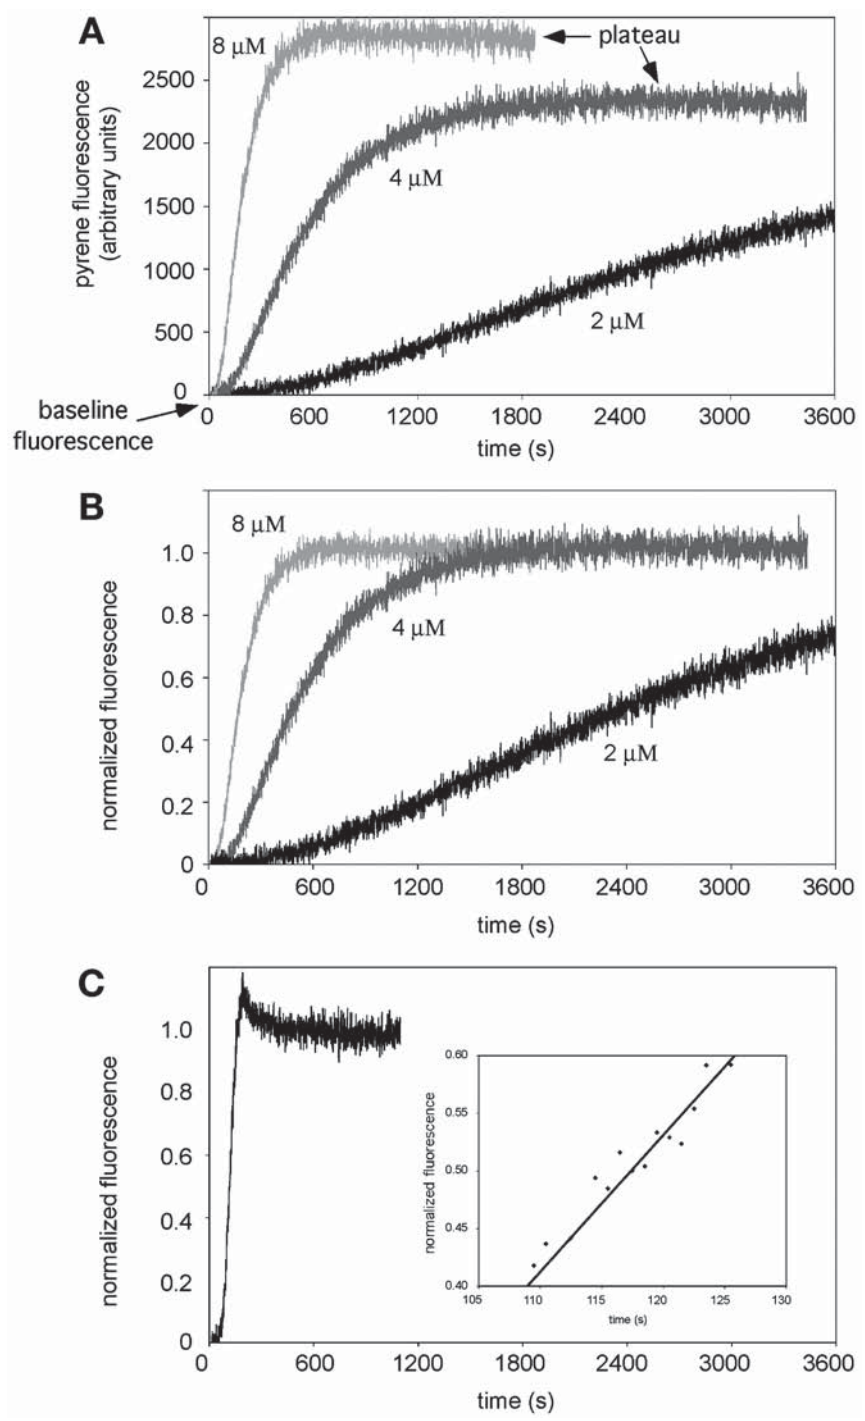 A
8 μM
plateau
pyrene fluorescence
(arbitrary units)
2500
2000
1500
1000
500
0
4 μM
2 μM
baseline
fluorescence
0 600 1200 1800 2400 3000 3600
time (s)
B
8 μM
normalized fluorescence
1.0
0.8
0.6
0.4
0.2
0
4 μM
2 μM
0 600 1200 1800 2400 3000 3600
time (s)
C
normalized fluorescence
1.0
0.8
0.6
0.4
0.2
0
normalized fluorescence
0.60
0.55
0.50
0.45
0.40
105 110 115 120 125 130
time (s)
0 600 1200 1800 2400 3000 3600
time (s)